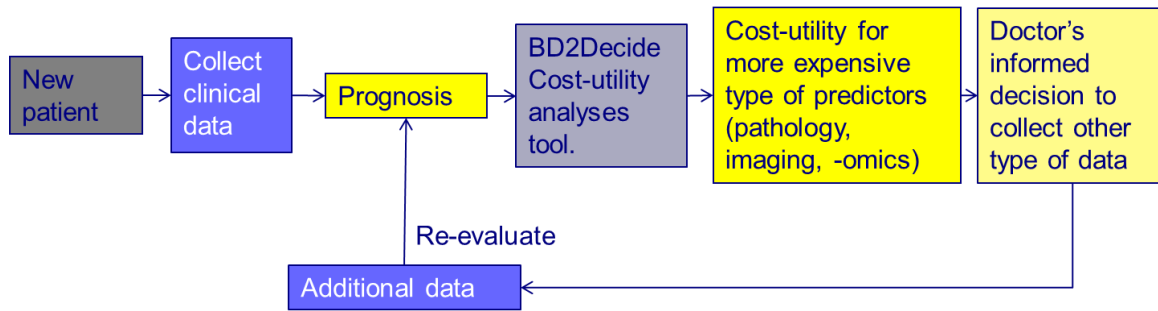 New
patient
Collect
clinical
data
Prognosis
BD2Decide
Cost-utility
analyses
tool.
Cost-utility for
more expensive
type of predictors
(pathology,
imaging, -omics)
Doctor's
informed
decision to
collect other
type of data
Re-evaluate
Additional data